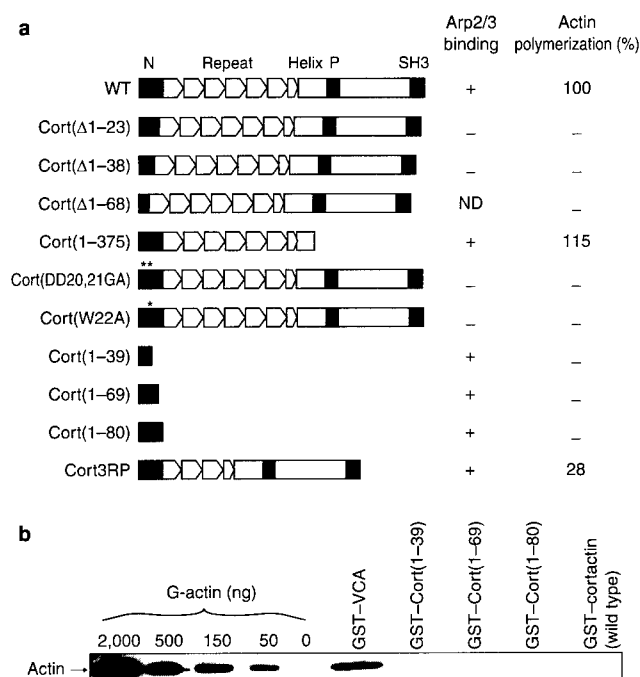 a
Arp2/3 binding
Actin polymerization (%)
N Repeat Helix P SH3
WT + 100
Cort(Δ1–23) – –
Cort(Δ1–38) – –
Cort(Δ1–68) ND –
Cort(1–375) + 115
**
Cort(DD20,21GA) – –
*
Cort(W22A) – –
Cort(1–39) + –
Cort(1–69) + –
Cort(1–80) + –
Cort3RP + 28
b
G-actin (ng)
2,000 500 150 50 0
GST–VCA
GST–Cort(1–39)
GST–Cort(1–69)
GST–Cort(1–80)
GST–cortactin
(wild type)
Actin →